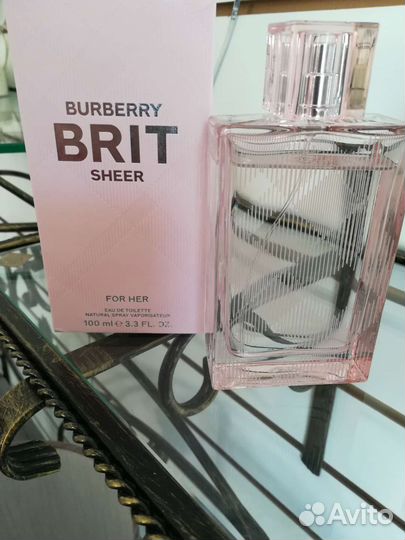 BURBERRY
BRIT
SHEER
FOR HER
EAU DE TOILETTE
NATURAL SPRAY VAPORISATEUR
100 ml ℮ 3.3 FL. OZ.
Avito